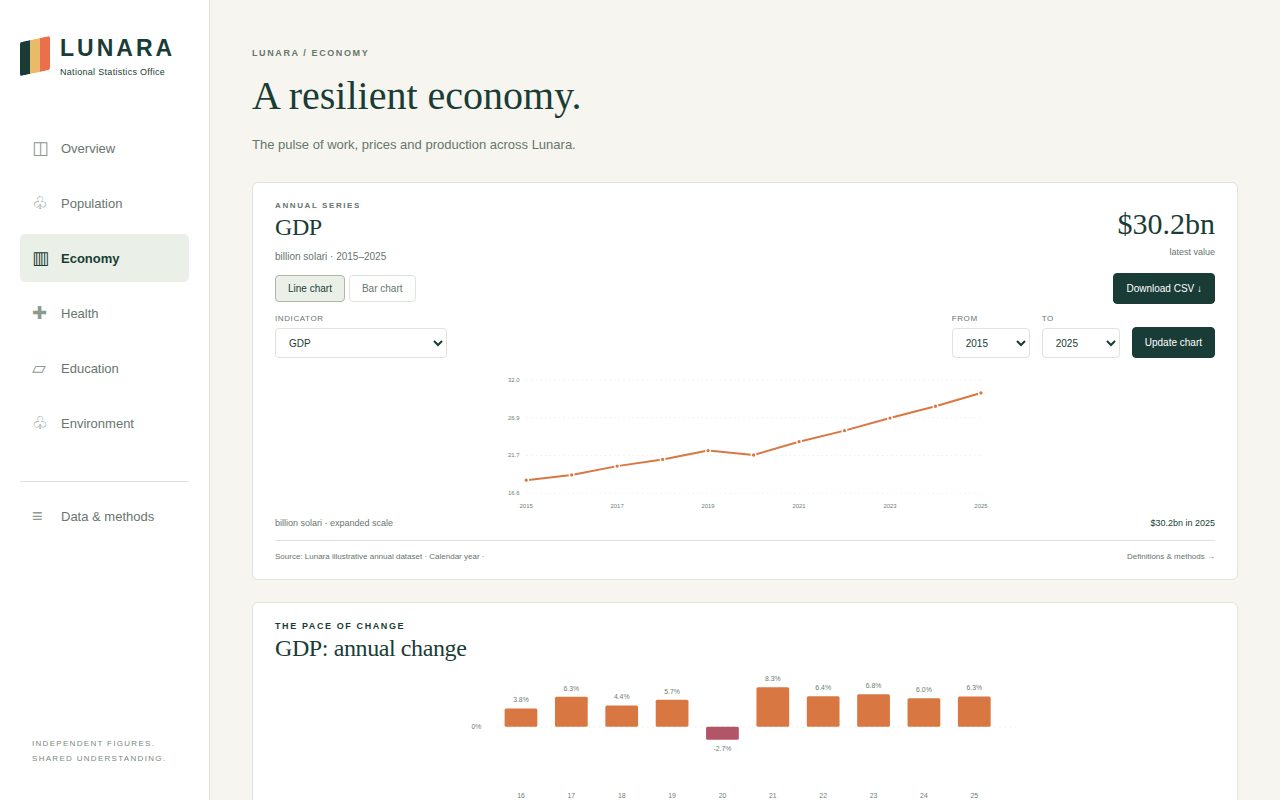 LUNARA
National Statistics Office
Overview
Population
Economy
Health
Education
Environment
Data & methods
INDEPENDENT FIGURES.
SHARED UNDERSTANDING.
LUNARA / ECONOMY
A resilient economy.
The pulse of work, prices and production across Lunara.
ANNUAL SERIES
GDP
billion solari · 2015–2025
$30.2bn
latest value
Line chart
Bar chart
Download CSV ↓
INDICATOR
FROM
TO
GDP
2015
2025
Update chart
32.0
26.9
21.7
16.6
2015 2017 2019 2021 2023 2025
billion solari · expanded scale
$30.2bn in 2025
Source: Lunara illustrative annual dataset · Calendar year ·
Definitions & methods →
THE PACE OF CHANGE
GDP: annual change
0%
3.8% 6.3% 4.4% 5.7% -2.7% 8.3% 6.4% 6.8% 6.0% 6.3%
16 17 18 19 20 21 22 23 24 25